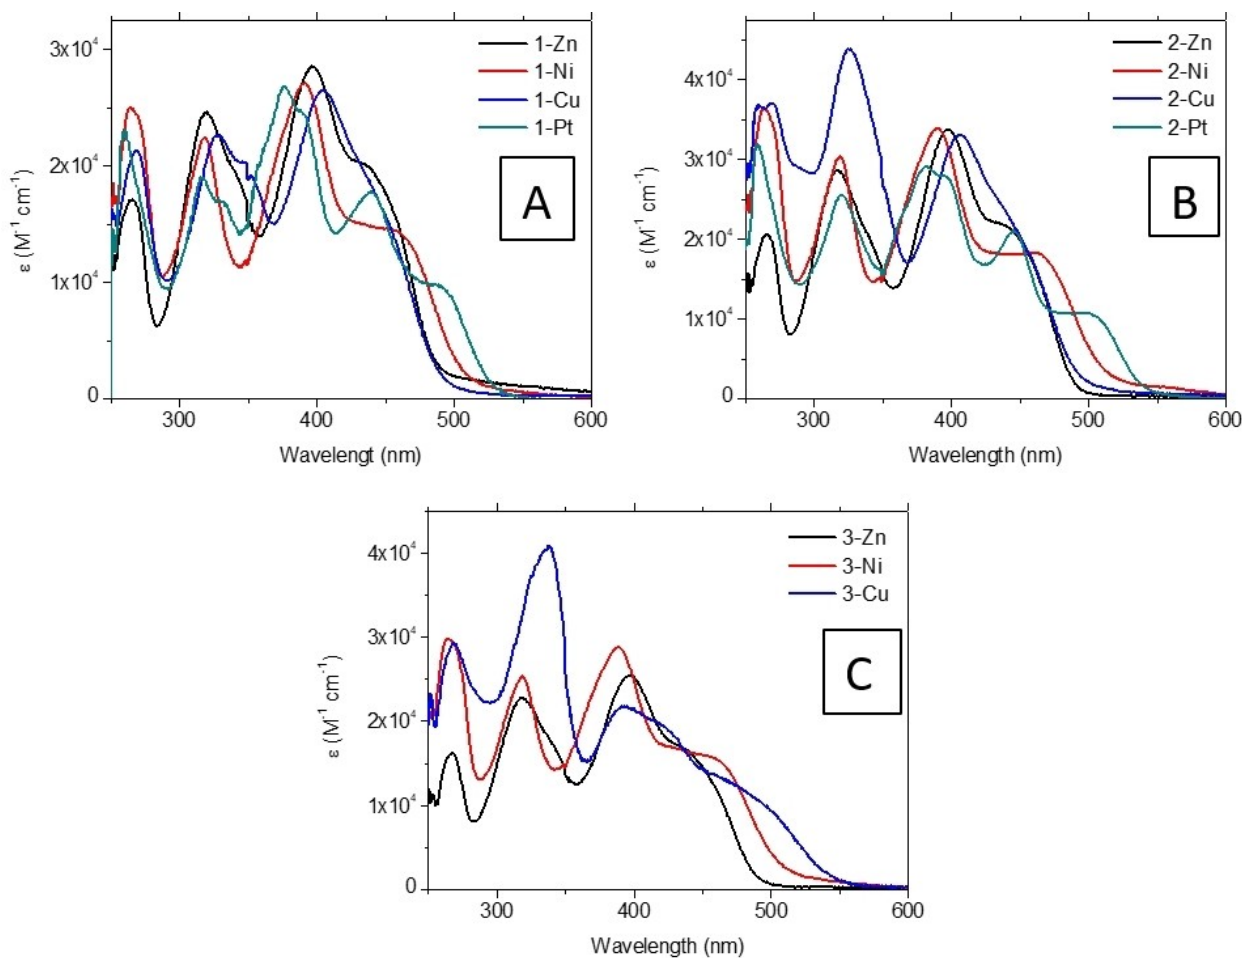 3x10⁴
2x10⁴
1x10⁴
0
ε (M⁻¹ cm⁻¹)
1-Zn
1-Ni
1-Cu
1-Pt
A
300
400
500
600
Wavelengt (nm)
4x10⁴
3x10⁴
2x10⁴
1x10⁴
0
ε (M⁻¹ cm⁻¹)
2-Zn
2-Ni
2-Cu
2-Pt
B
300
400
500
600
Wavelength (nm)
4x10⁴
3x10⁴
2x10⁴
1x10⁴
0
ε (M⁻¹ cm⁻¹)
3-Zn
3-Ni
3-Cu
C
300
400
500
600
Wavelength (nm)